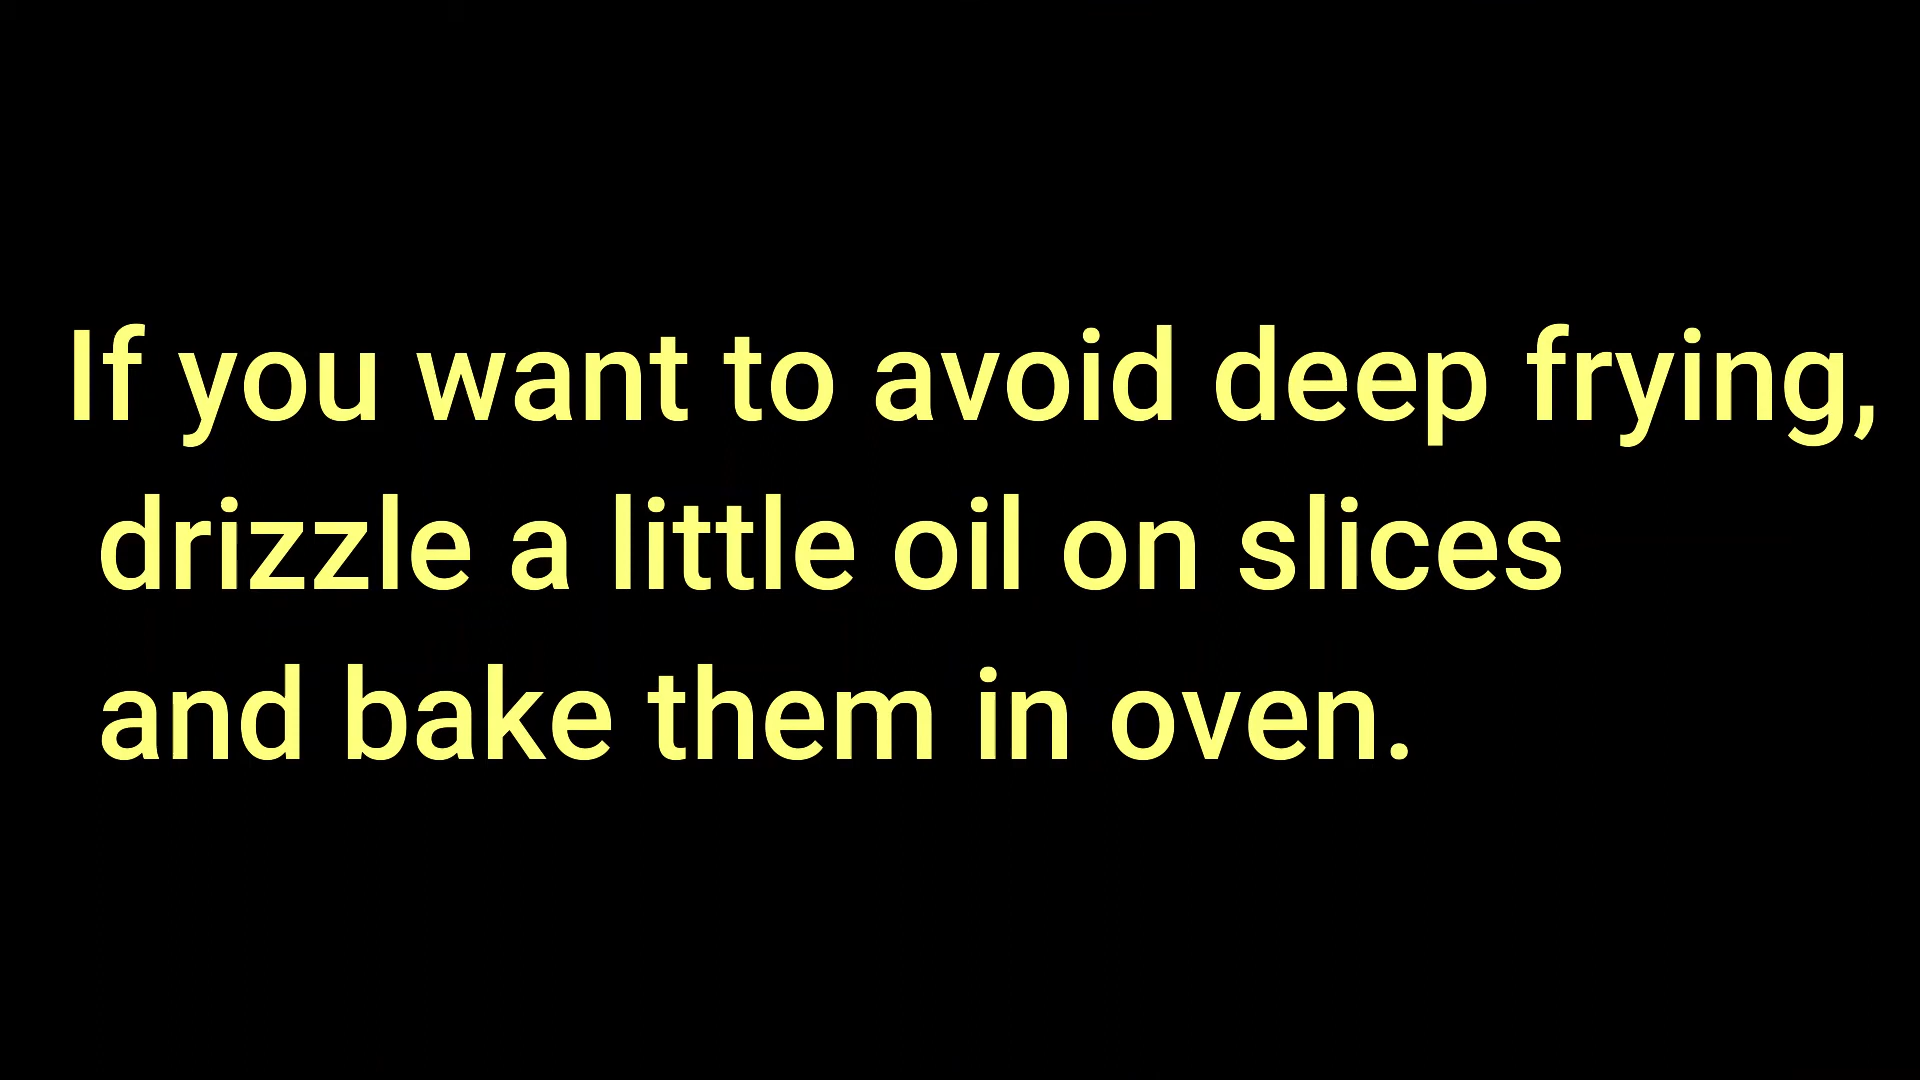 If you want to avoid deep frying,
drizzle a little oil on slices
and bake them in oven.